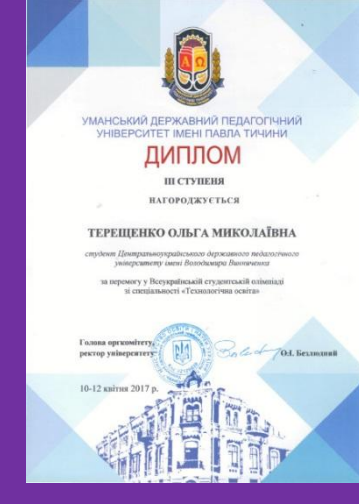 УМАНСЬКИЙ ДЕРЖАВНИЙ ПЕДАГОГІЧНИЙ
УНІВЕРСИТЕТ ІМЕНІ ПАВЛА ТИЧИНИ
ДИПЛОМ
ІІІ СТУПЕНЯ
НАГОРОДЖУЄТЬСЯ
ТЕРЕЩЕНКО ОЛЬГА МИКОЛАЇВНА
студент Центральноукраїнського державного педагогічного
університету імені Володимира Винниченка
за перемогу у Всеукраїнській студентській олімпіаді
зі спеціальності «Технологічна освіта»
Голова оргкомітету,
ректор університету
О.І. Безлюдний
10-12 квітня 2017 р.